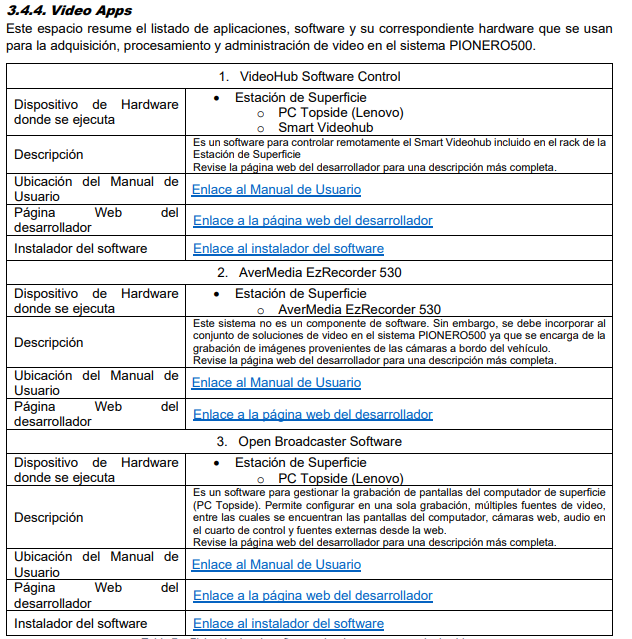 3.4.4. Video Apps
Este espacio resume el listado de aplicaciones, software y su correspondiente hardware que se usan
para la adquisición, procesamiento y administración de video en el sistema PIONERO500.
1. VideoHub Software Control
Dispositivo de Hardware
donde se ejecuta
• Estación de Superficie
o PC Topside (Lenovo)
o Smart Videohub
Descripción
Es un software para controlar remotamente el Smart Videohub incluido en el rack de la
Estación de Superficie
Revise la página web del desarrollador para una descripción más completa.
Ubicación del Manual de
Usuario
Enlace al Manual de Usuario
Página Web del
desarrollador
Enlace a la página web del desarrollador
Instalador del software
Enlace al instalador del software
2. AverMedia EzRecorder 530
Dispositivo de Hardware
donde se ejecuta
• Estación de Superficie
o AverMedia EzRecorder 530
Descripción
Este sistema no es un componente de software. Sin embargo, se debe incorporar al
conjunto de soluciones de video en el sistema PIONERO500 ya que se encarga de la
grabación de imágenes provenientes de las cámaras a bordo del vehículo.
Revise la página web del desarrollador para una descripción más completa.
Ubicación del Manual de
Usuario
Enlace al Manual de Usuario
Página Web del
desarrollador
Enlace a la página web del desarrollador
3. Open Broadcaster Software
Dispositivo de Hardware
donde se ejecuta
• Estación de Superficie
o PC Topside (Lenovo)
Descripción
Es un software para gestionar la grabación de pantallas del computador de superficie
(PC Topside). Permite configurar en una sola grabación, múltiples fuentes de video,
entre las cuales se encuentran las pantallas del computador, cámaras web, audio en
el cuarto de control y fuentes externas desde la web.
Revise la página web del desarrollador para una descripción más completa.
Ubicación del Manual de
Usuario
Enlace al Manual de Usuario
Página Web del
desarrollador
Enlace a la página web del desarrollador
Instalador del software
Enlace al instalador del software